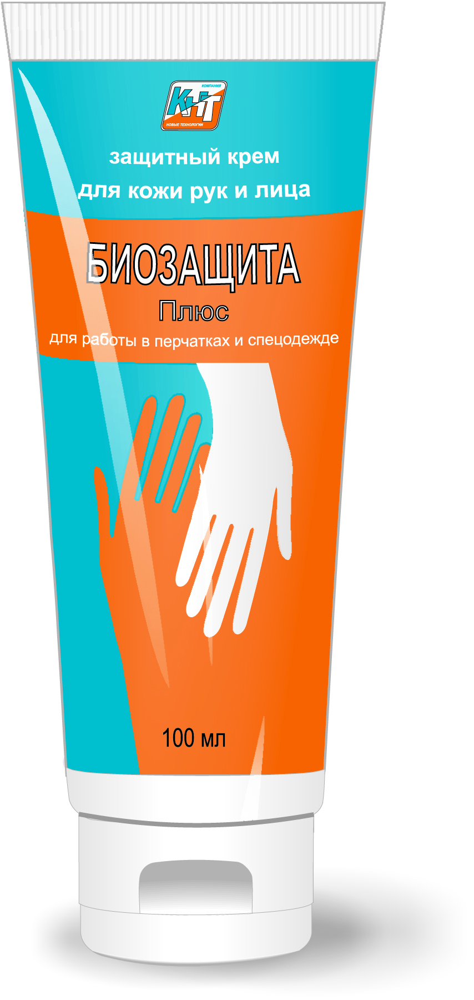 КОМПАНИЯ
КНТ
НОВЫЕ ТЕХНОЛОГИИ
защитный крем
для кожи рук и лица
БИОЗАЩИТА
Плюс
для работы в перчатках и спецодежде
100 мл